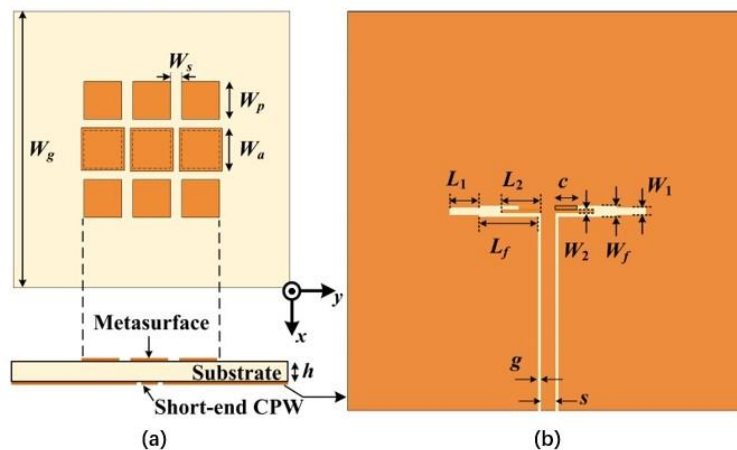 W_s
W_p
W_g
W_a
y
x
Metasurface
Substrate
h
Short-end CPW
(a)
L_1
L_2
c
W_1
L_f
W_2
W_f
g
s
(b)